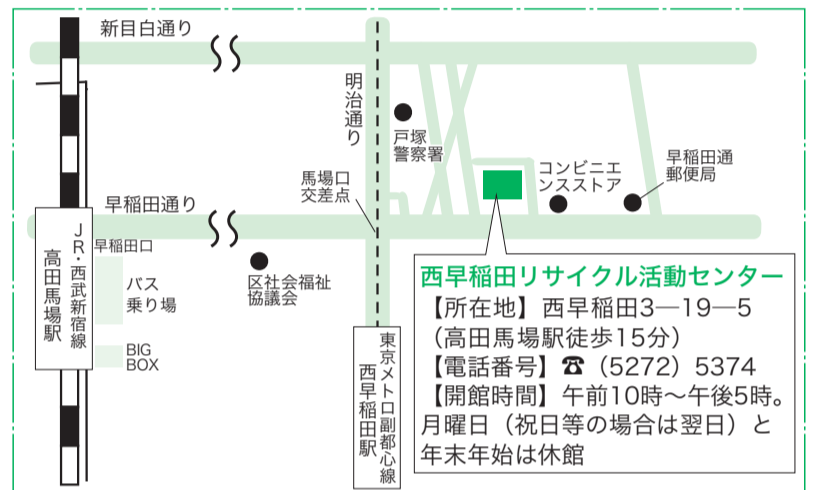 新目白通り
明治通り
戸塚
警察署
馬場口
交差点
コンビニエ
ンスストア
早稲田通
郵便局
早稲田通り
早稲田口
JR・西武新宿線
高田馬場駅
バス
乗り場
BIG
BOX
区社会福祉
協議会
東京メトロ副都心線
西早稲田駅
西早稲田リサイクル活動センター
【所在地】西早稲田3―19―5
（高田馬場駅徒歩15分）
【電話番号】☎（5272）5374
【開館時間】午前10時～午後5時。
月曜日（祝日等の場合は翌日）と
年末年始は休館